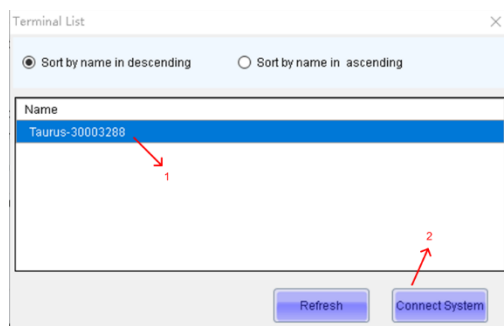 Terminal List
Sort by name in descending Sort by name in ascending
Name
Taurus-30003288
1
2
Refresh Connect System